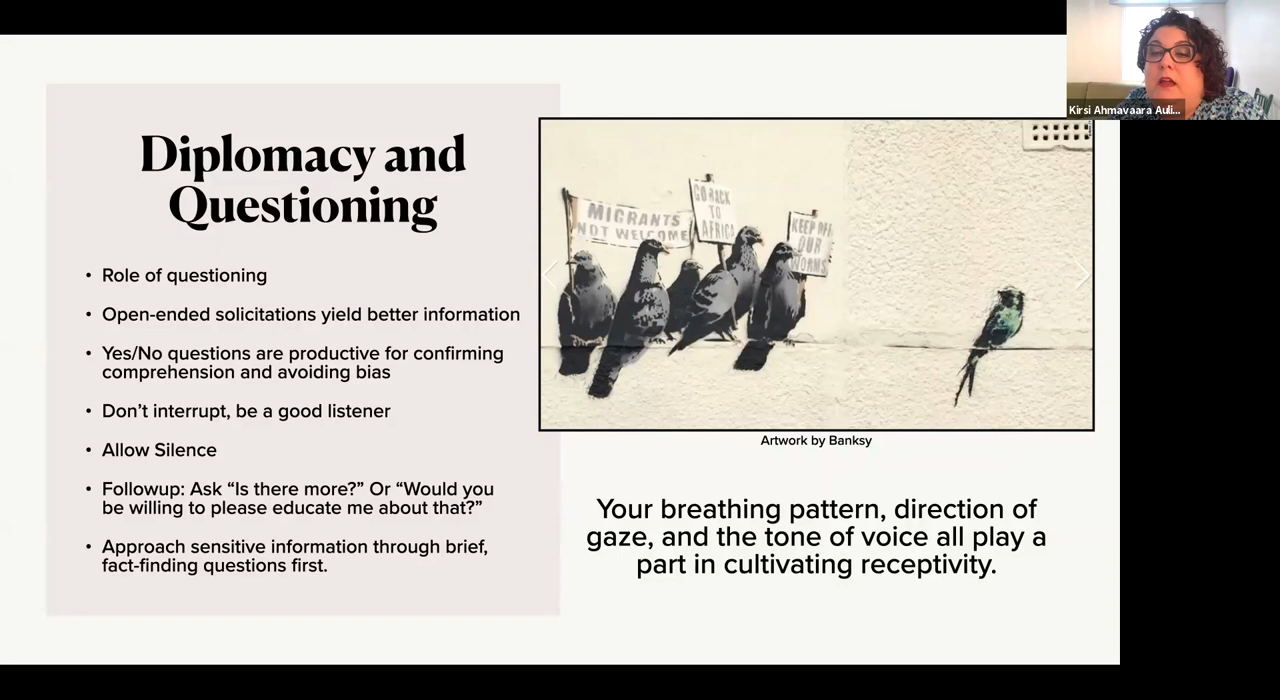 Diplomacy and
Questioning
• Role of questioning
• Open-ended solicitations yield better information
• Yes/No questions are productive for confirming
comprehension and avoiding bias
• Don’t interrupt, be a good listener
• Allow Silence
• Followup: Ask “Is there more?” Or “Would you
be willing to please educate me about that?”
• Approach sensitive information through brief,
fact-finding questions first.
MIGRANTS
NOT WELCOME
GO BACK
TO
AFRICA
KEEP OFF
OUR
WORMS
Artwork by Banksy
Your breathing pattern, direction of
gaze, and the tone of voice all play a
part in cultivating receptivity.
Kirsi Ahmavaara Auli...